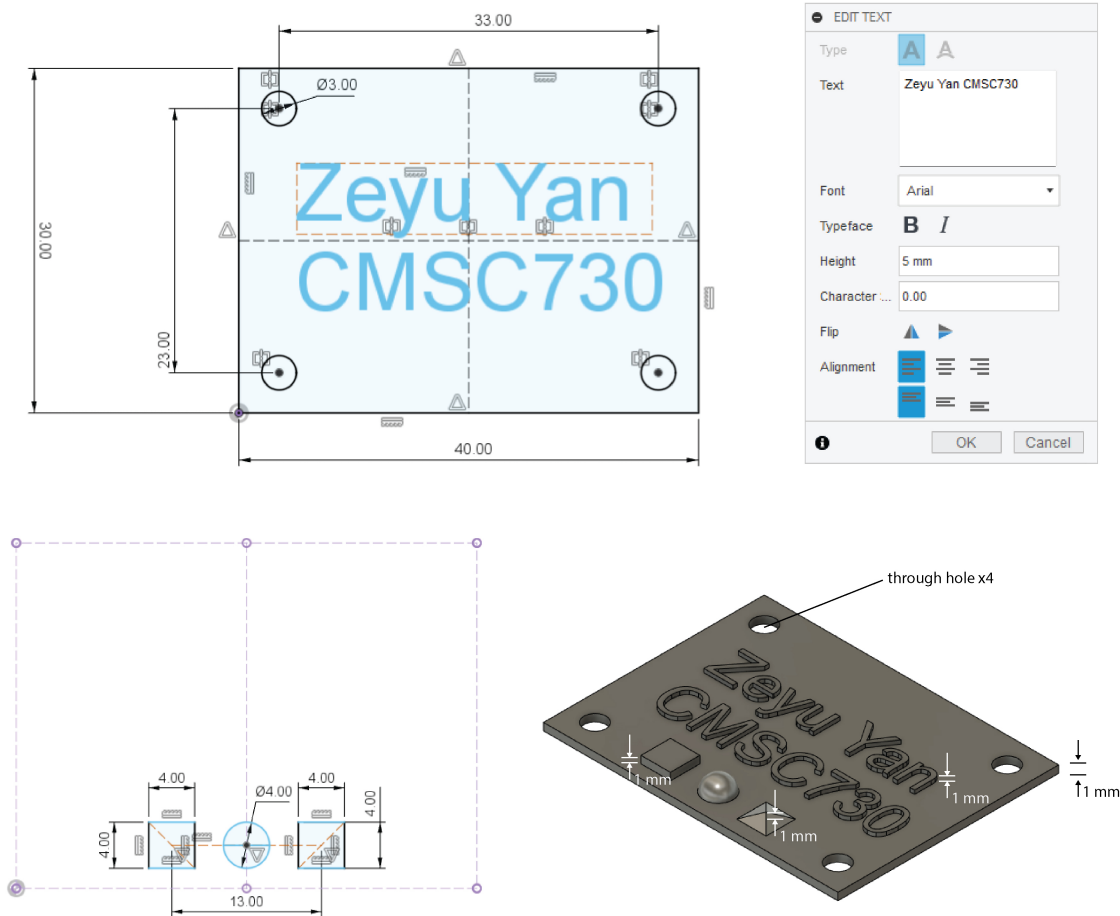 33.00
Ø3.00
30.00
23.00
Zeyu Yan
CMSC730
40.00
EDIT TEXT
Type
A A
Text
Zeyu Yan CMSC730
Font
Arial
Typeface
B I
Height
5 mm
Character ...
0.00
Flip
Alignment
OK
Cancel
4.00
Ø4.00
4.00
4.00
4.00
13.00
through hole x4
Zeyu Yan
CMSC730
1 mm
1 mm
1 mm
1 mm